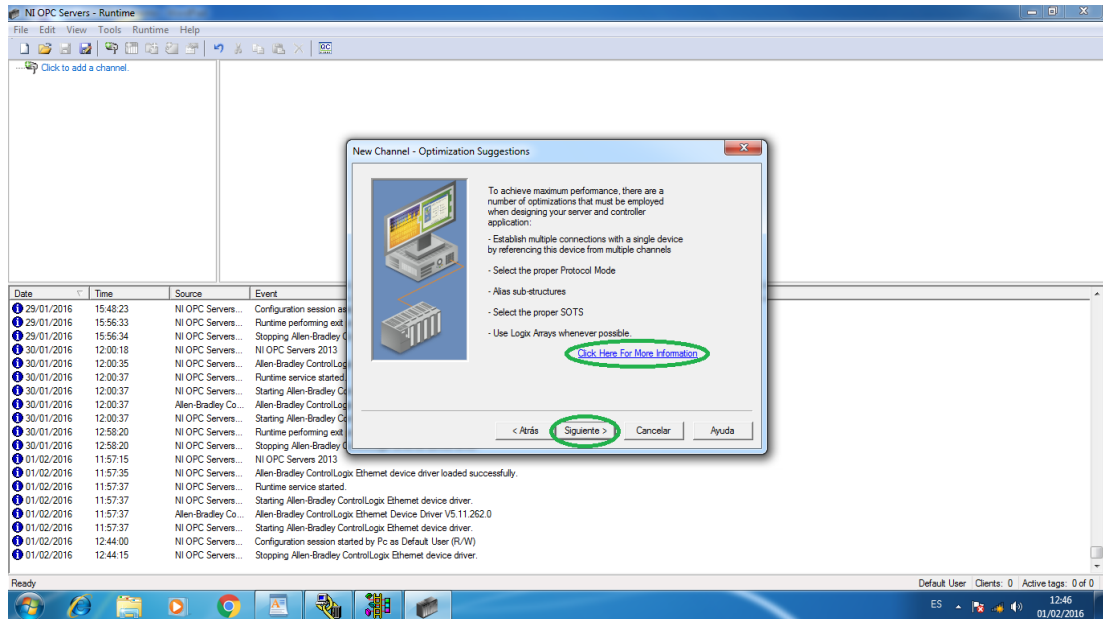 NI OPC Servers - Runtime
File Edit View Tools Runtime Help
Click to add a channel.
New Channel - Optimization Suggestions
To achieve maximum perfomance, there are a
number of optimizations that must be employed
when designing your server and controller
application:
- Establish multiple connections with a single device
by referencing this device from multiple channels
- Select the proper Protocol Mode
- Alias sub-structures
- Select the proper SOTS
- Use Logix Arrays whenever possible.
Click Here For More Information
< Atrás Siguiente > Cancelar Ayuda
Date Time Source Event
29/01/2016 15:48:23 NI OPC Servers... Configuration session as
29/01/2016 15:56:33 NI OPC Servers... Runtime performing exit
29/01/2016 15:56:34 NI OPC Servers... Stopping Allen-Bradley C
30/01/2016 12:00:18 NI OPC Servers... NI OPC Servers 2013
30/01/2016 12:00:35 NI OPC Servers... Allen-Bradley ControlLog
30/01/2016 12:00:37 NI OPC Servers... Runtime service started.
30/01/2016 12:00:37 NI OPC Servers... Starting Allen-Bradley Co
30/01/2016 12:00:37 Allen-Bradley Co... Allen-Bradley ControlLog
30/01/2016 12:00:37 NI OPC Servers... Starting Allen-Bradley Co
30/01/2016 12:58:20 NI OPC Servers... Runtime performing exit
30/01/2016 12:58:20 NI OPC Servers... Stopping Allen-Bradley C
01/02/2016 11:57:15 NI OPC Servers... NI OPC Servers 2013
01/02/2016 11:57:35 NI OPC Servers... Allen-Bradley ControlLogix Ethernet device driver loaded successfully.
01/02/2016 11:57:37 NI OPC Servers... Runtime service started.
01/02/2016 11:57:37 NI OPC Servers... Starting Allen-Bradley ControlLogix Ethernet device driver.
01/02/2016 11:57:37 Allen-Bradley Co... Allen-Bradley ControlLogix Ethernet Device Driver V5.11.262.0
01/02/2016 11:57:37 NI OPC Servers... Starting Allen-Bradley ControlLogix Ethernet device driver.
01/02/2016 12:44:00 NI OPC Servers... Configuration session started by Pc as Default User (R/W)
01/02/2016 12:44:15 NI OPC Servers... Stopping Allen-Bradley ControlLogix Ethernet device driver.
Ready Default User Clients: 0 Active tags: 0 of 0
ES 12:46
01/02/2016